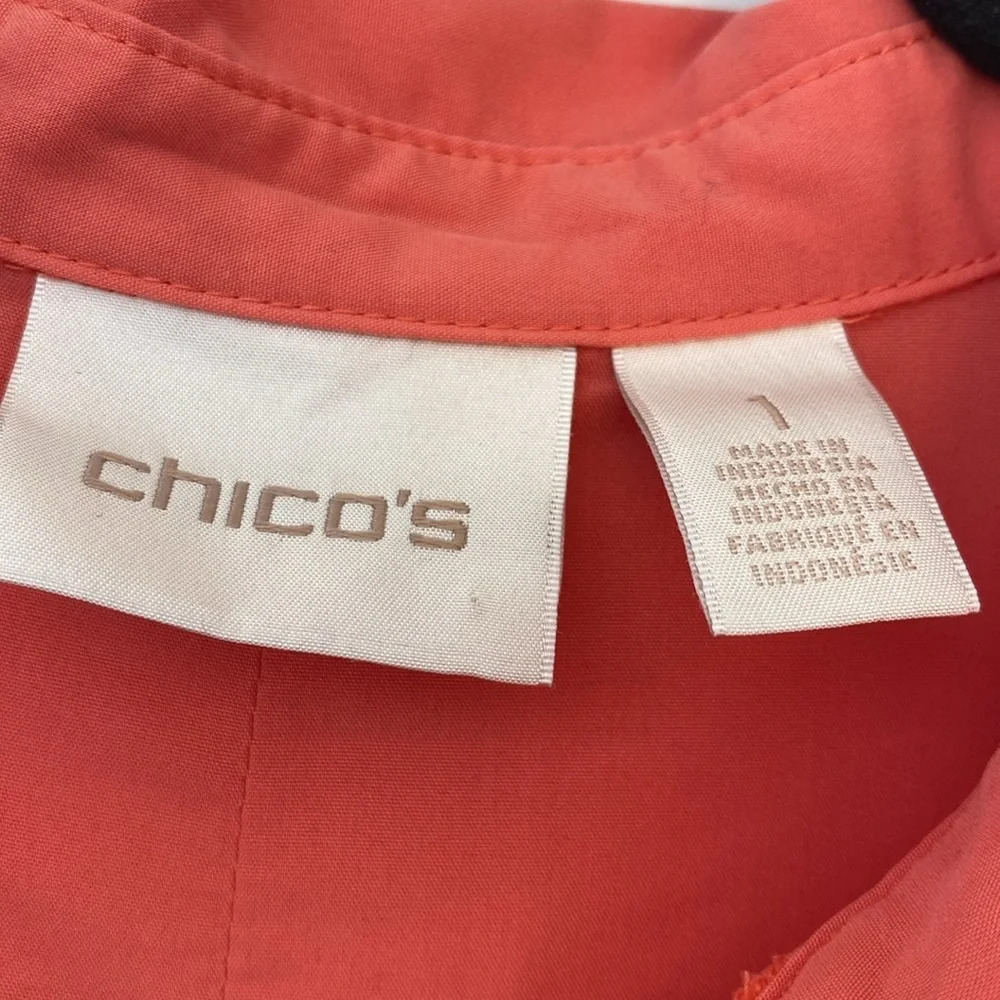 chico's
1
MADE IN
INDONESIA
HECHO EN
INDONESIA
FABRIQUÉ EN
INDONÉSIE